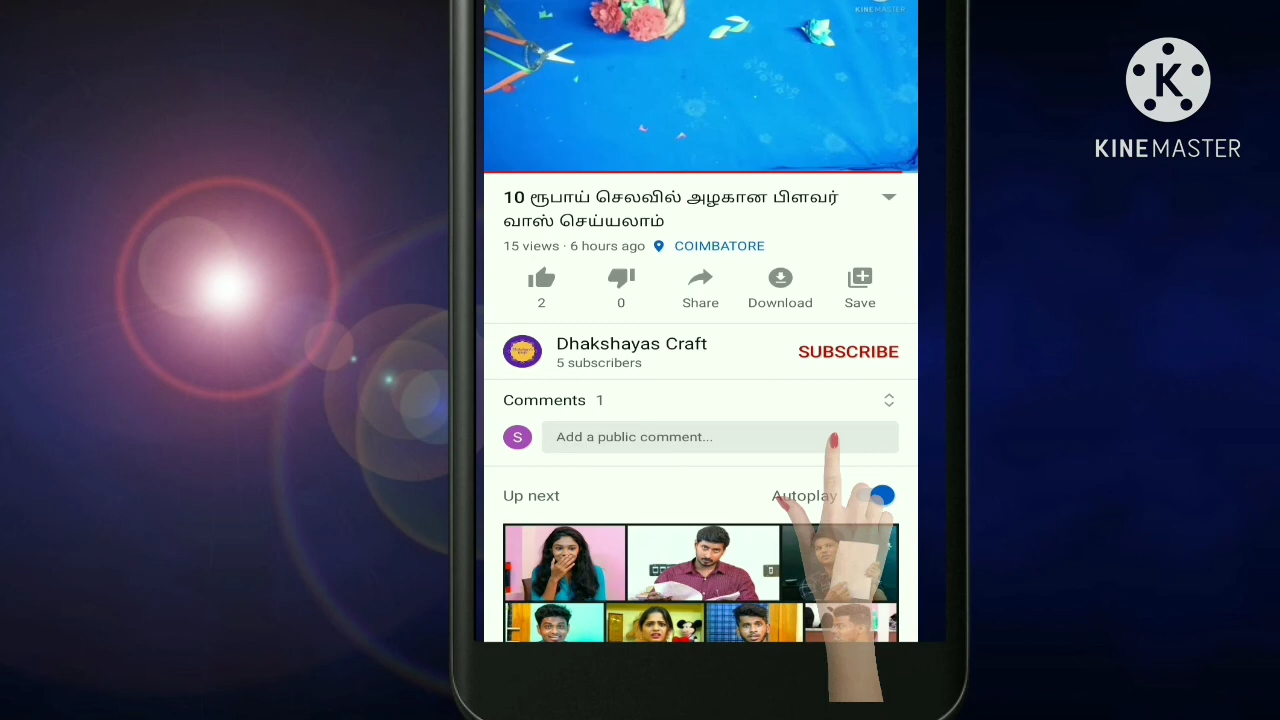 KINEMASTER
K
KINEMASTER
10 ரூபாய் செலவில் அழகான பிளவர்
வாஸ் செய்யலாம்
15 views · 6 hours ago COIMBATORE
2 0 Share Download Save
Dhakshayas Craft
5 subscribers
SUBSCRIBE
Comments 1
S Add a public comment...
Up next Autoplay